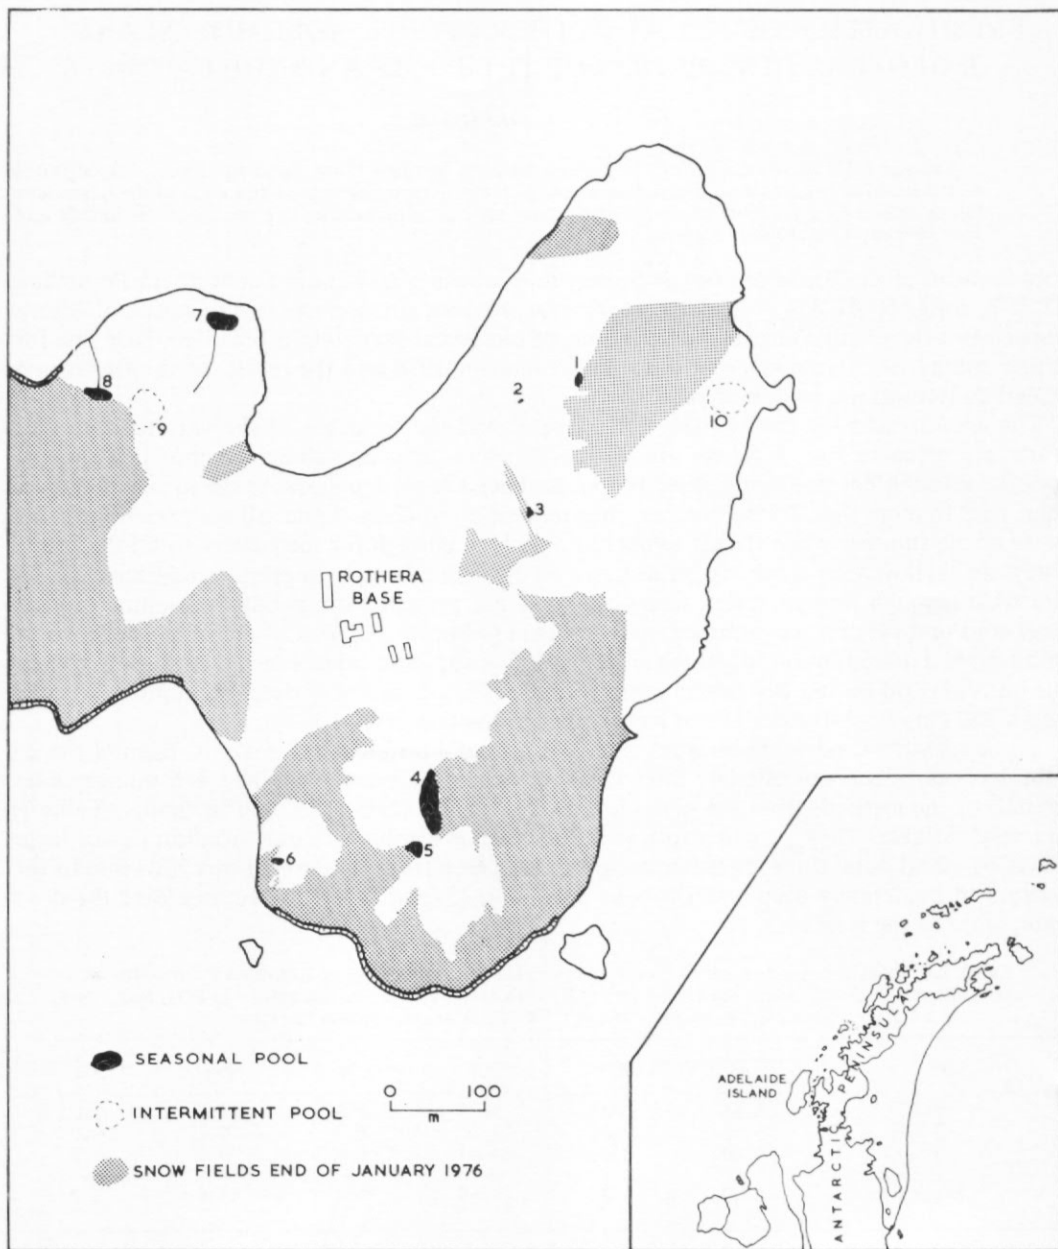 7
8
9
1
2
10
3
ROTHERA
BASE
4
5
6
SEASONAL POOL
INTERMITTENT POOL
SNOW FIELDS END OF JANUARY 1976
0 100
m
ADELAIDE
ISLAND
ANTARCTIC PENINSULA